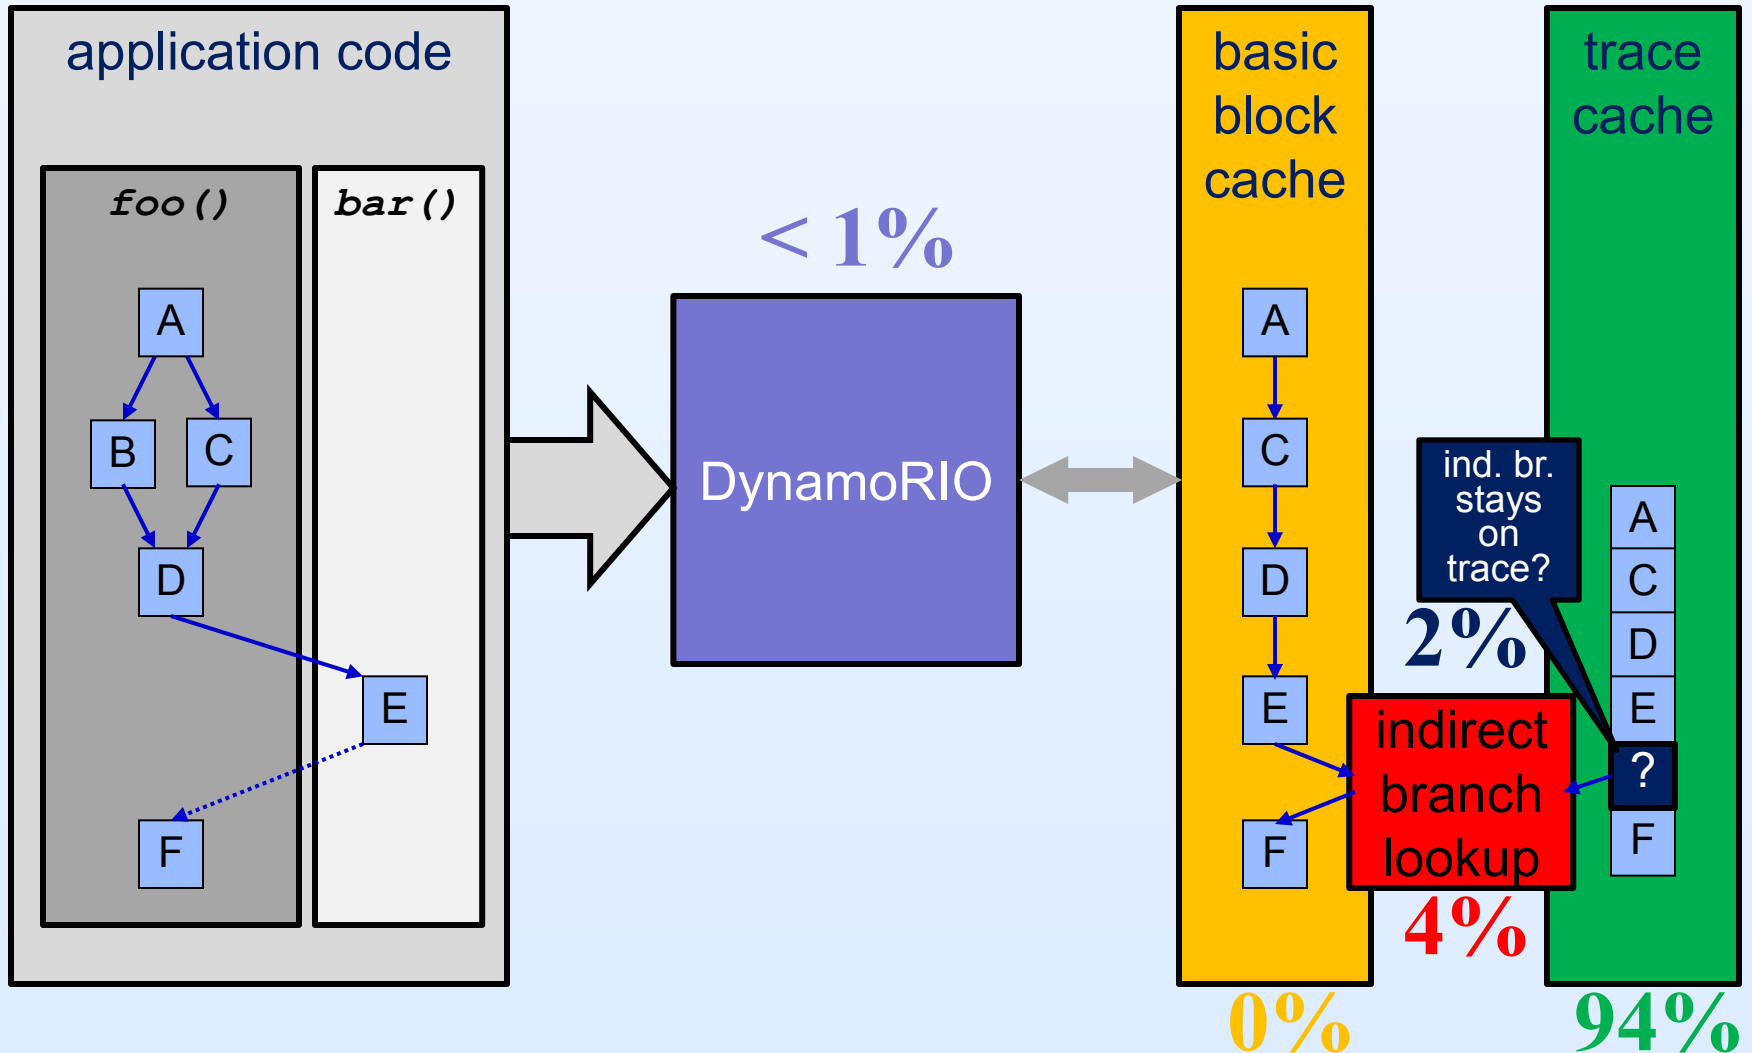 application code
foo()
bar()
A
B
C
D
E
F
< 1%
DynamoRIO
basic
block
cache
A
C
D
E
F
0%
ind. br.
stays
on
trace?
2%
indirect
branch
lookup
4%
trace
cache
A
C
D
E
?
F
94%